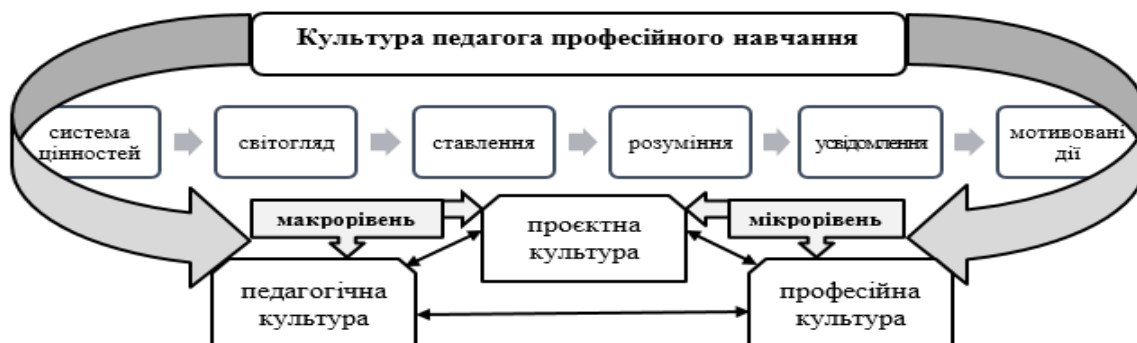 Культура педагога професійного навчання
система
цінностей
світогляд
ставлення
розуміння
усвідомлення
мотивовані
дії
макрорівень
мікрорівень
проєктна
культура
педагогічна
культура
професійна
культура